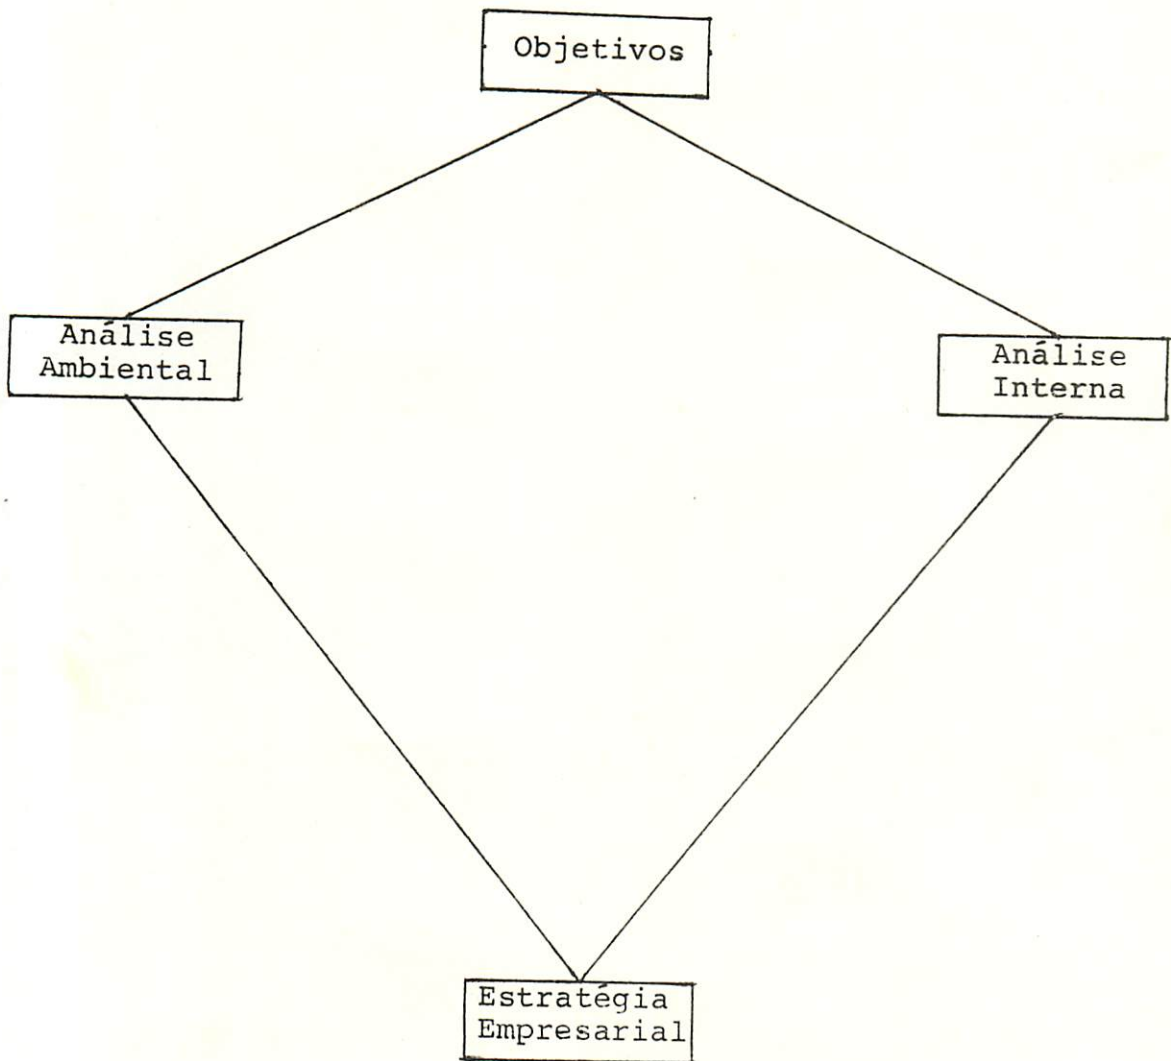 Objetivos
Análise
Ambiental
Análise
Interna
Estratégia
Empresarial